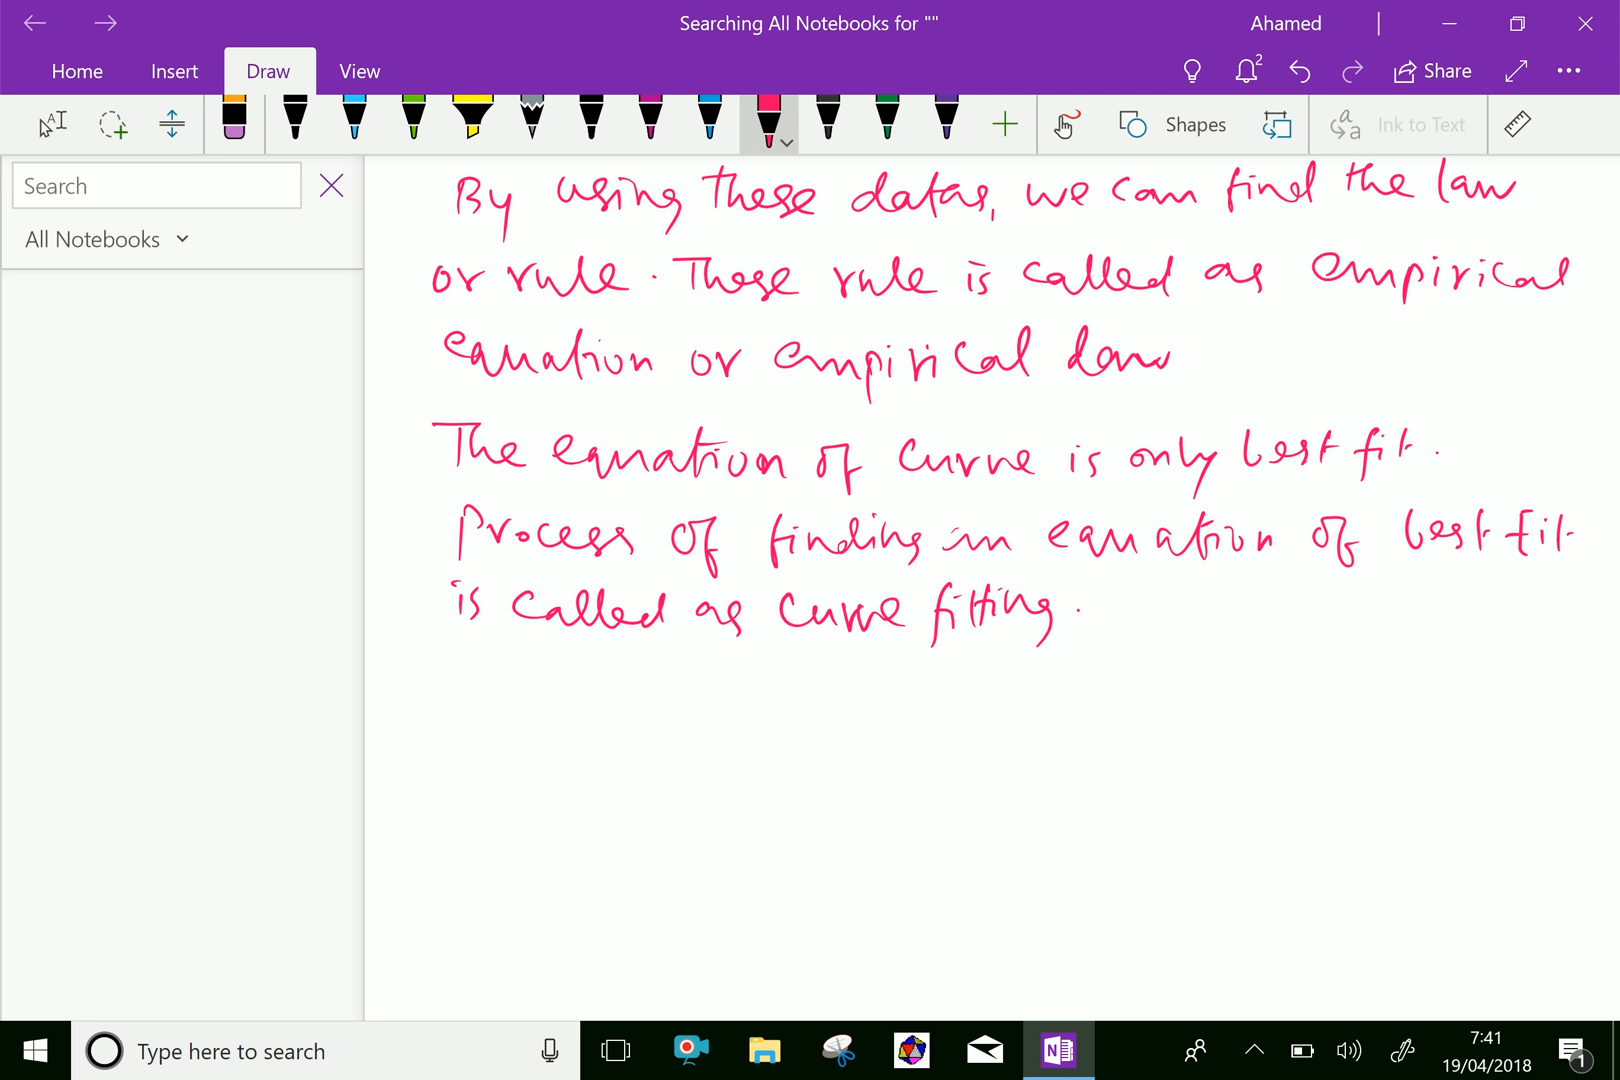 Searching All Notebooks for ""
Ahamed
Home Insert Draw View
2
Share
Shapes
Ink to Text
Search
All Notebooks
By using these datas, we can find the law
or rule. These rule is called as empirical
equation or empirical law
The equation of curve is only best fit.
Process of finding an equation of best fit
is called as curve fitting.
Type here to search
N
7:41
19/04/2018
1